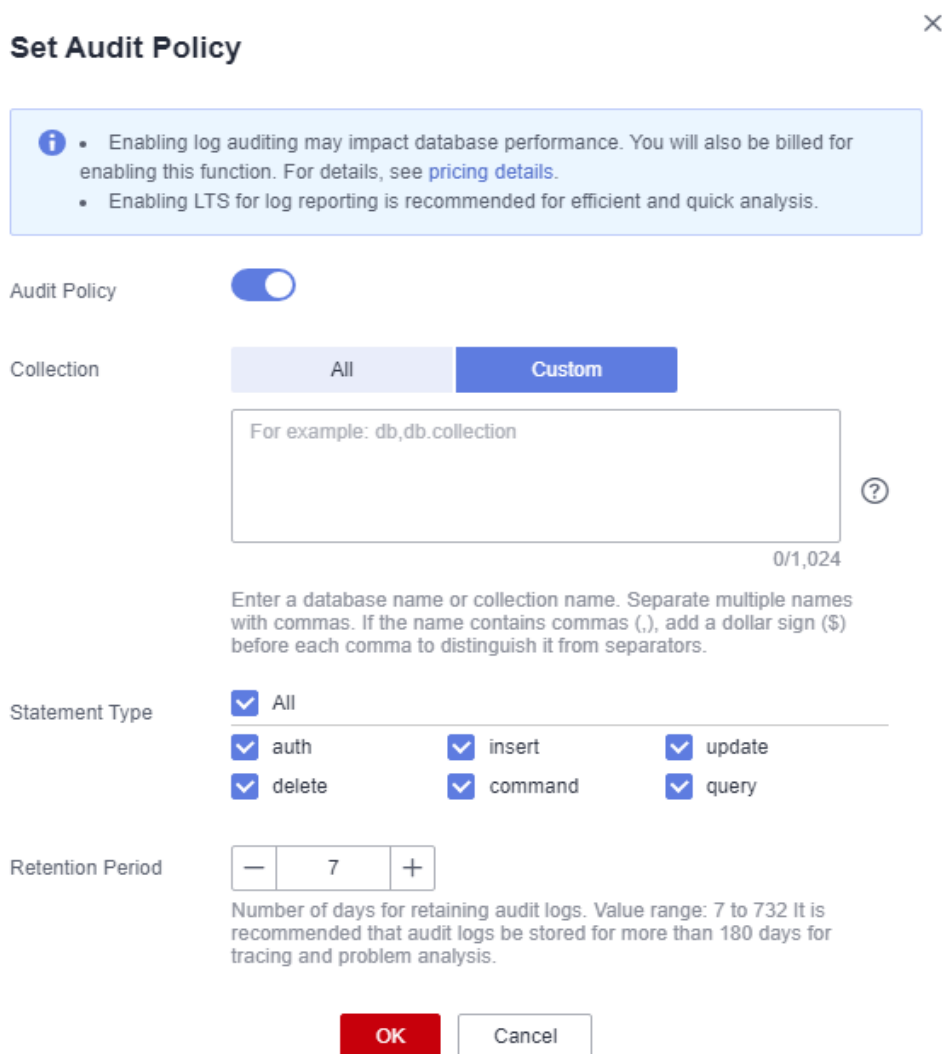 Set Audit Policy
• Enabling log auditing may impact database performance. You will also be billed for
enabling this function. For details, see pricing details.
• Enabling LTS for log reporting is recommended for efficient and quick analysis.
Audit Policy
Collection
All
Custom
For example: db,db.collection
0/1,024
Enter a database name or collection name. Separate multiple names
with commas. If the name contains commas (,), add a dollar sign ($)
before each comma to distinguish it from separators.
Statement Type
All
auth
insert
update
delete
command
query
Retention Period
7
Number of days for retaining audit logs. Value range: 7 to 732 It is
recommended that audit logs be stored for more than 180 days for
tracing and problem analysis.
OK
Cancel